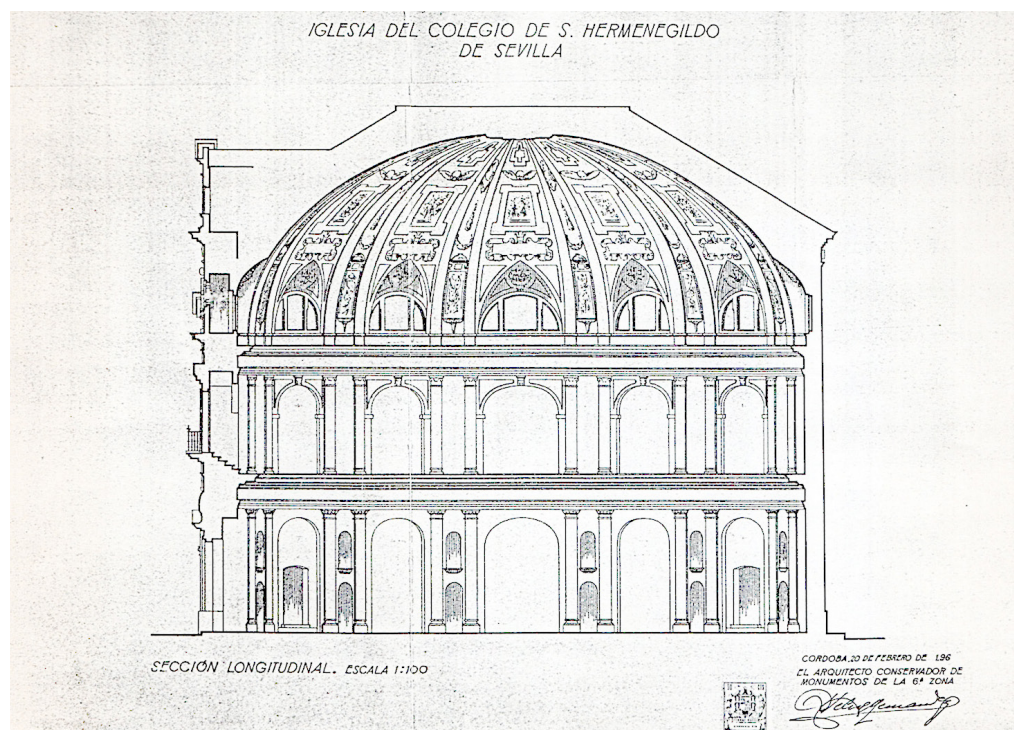 IGLESIA DEL COLEGIO DE S. HERMENEGILDO
DE SEVILLA
SECCIÓN LONGITUDINAL. ESCALA 1:100
CORDOBA, 20 DE FEBRERO DE 196
EL ARQUITECTO CONSERVADOR DE
MONUMENTOS DE LA 6ª ZONA